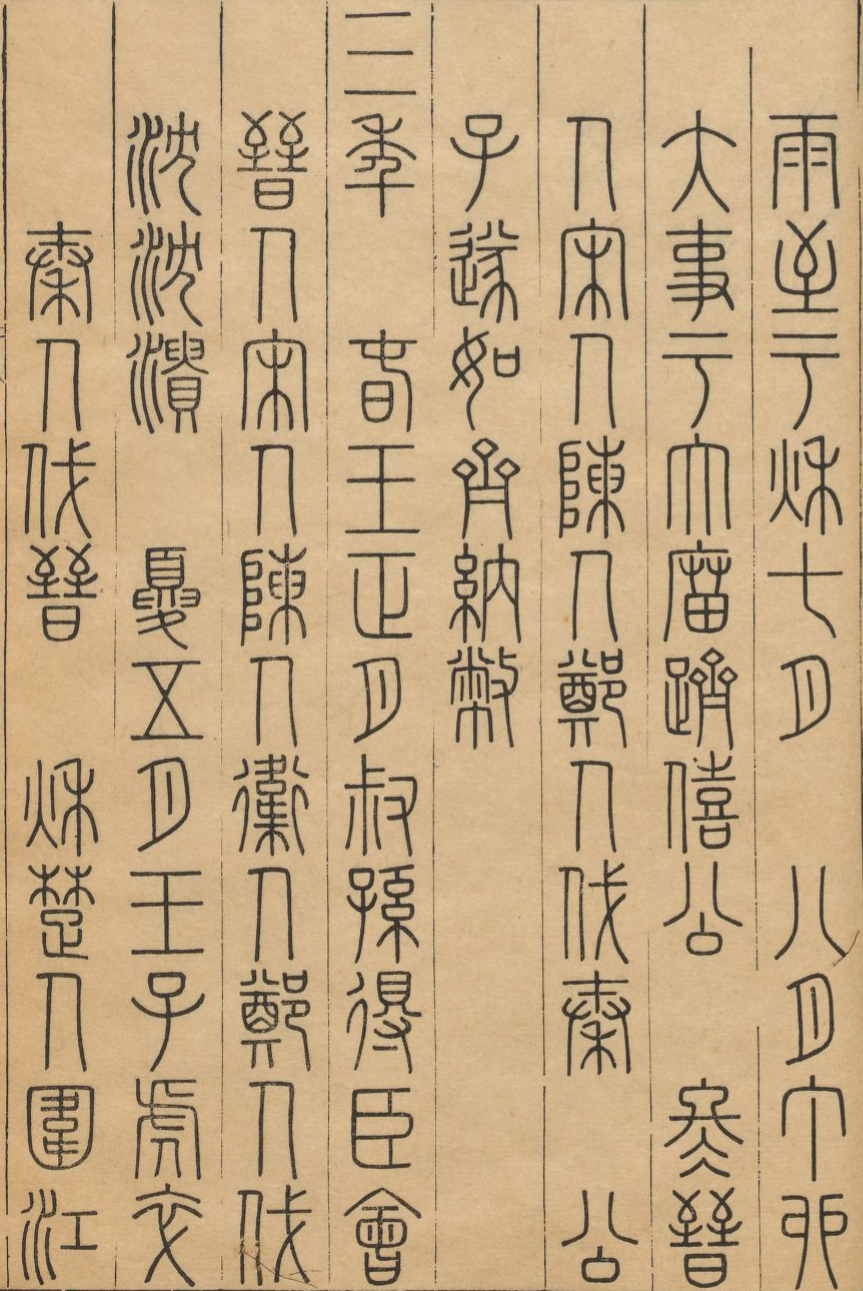 雨至于秋七月 八月丁卯
大事于大廟躋僖公 冬晉
人宋人陳人鄭人伐秦 公
子遂如齊納幣
三年 春王正月叔孫得臣會
晉人宋人陳人衛人鄭人伐
沈沈潰 夏五月王子虎卒
秦人伐晉 秋楚人圍江